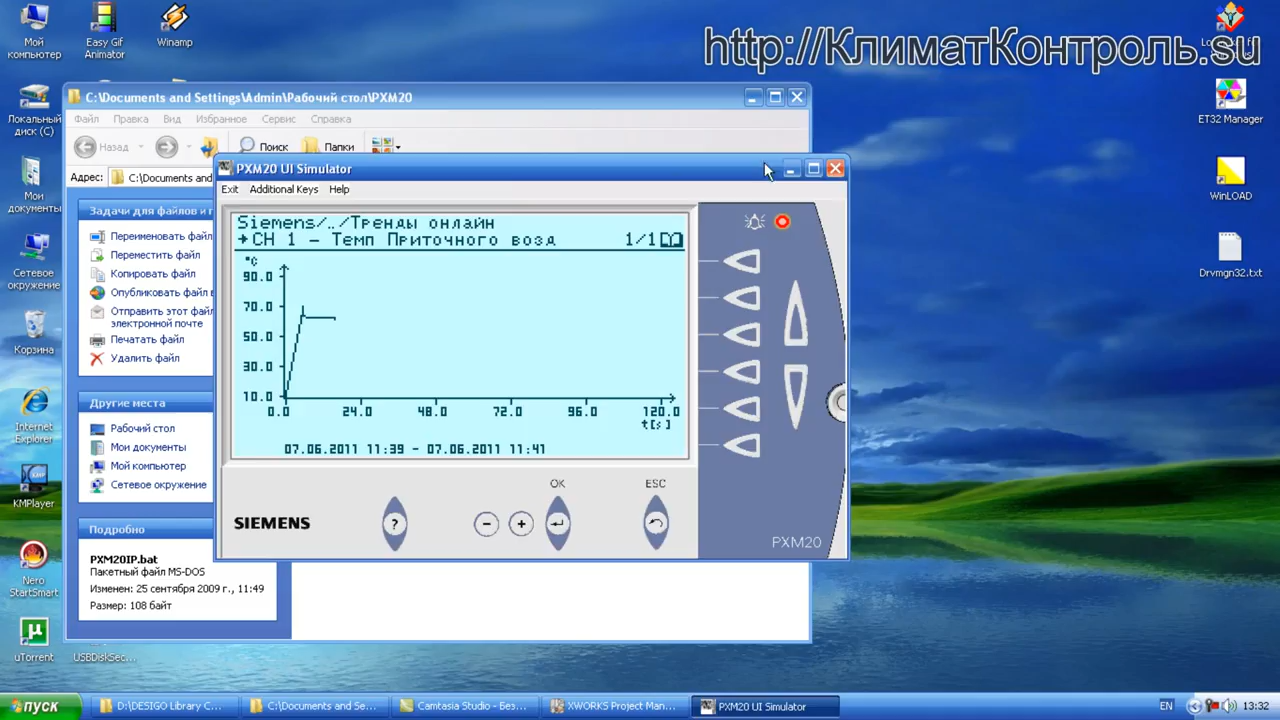 Мой
компьютер
Easy Gif
Animator
Winamp
http://КлиматКонтроль.su
C:\Documents and Settings\Admin\Рабочий стол\PXM20
Файл Правка Вид Избранное Сервис Справка
Назад Поиск Папки
Адрес: C:\Documents and
Локальный
диск (C)
Мои
документы
Сетевое
окружение
Корзина
Internet
Explorer
KMPlayer
Nero
StartSmart
uTorrent
USBDiskSec...
Задачи для файлов и п
Переименовать файл
Переместить файл
Копировать файл
Опубликовать файл в
Отправить этот файл
электронной почте
Печатать файл
Удалить файл
Другие места
Рабочий стол
Мои документы
Мой компьютер
Сетевое окружение
Подробно
PXM20IP.bat
Пакетный файл MS-DOS
Изменен: 25 сентября 2009 г., 11:49
Размер: 108 байт
PXM20 UI Simulator
Exit Additional Keys Help
Siemens/../Тренды онлайн
→CH 1 - Темп Приточного возд 1/1
°C
90.0
70.0
50.0
30.0
10.0
0.0 24.0 48.0 72.0 96.0 120.0
t[s]
07.06.2011 11:39 - 07.06.2011 11:41
OK ESC
SIEMENS ? - +
PXM20
ET32 Manager
WinLOAD
Drvmgn32.txt
пуск
D:\DESIGO Library C...
C:\Documents and Se...
Camtasia Studio - Без...
XWORKS Project Man...
PXM20 UI Simulator
EN
13:32